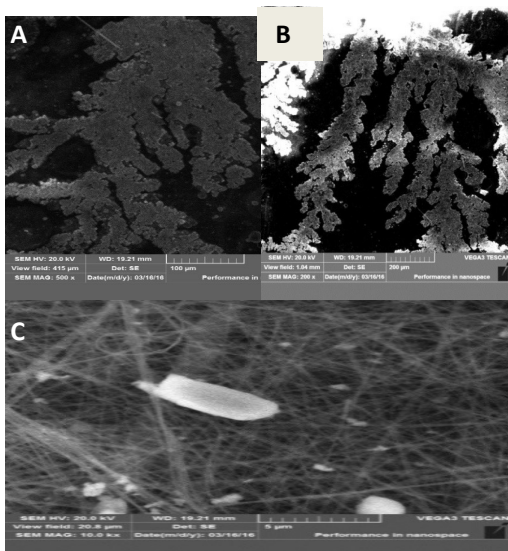 A
SEM HV: 20.0 kV WD: 19.21 mm
View field: 415 µm Det: SE 100 µm
SEM MAG: 500 x Date(m/d/y): 03/16/16 Performance in
B
SEM HV: 20.0 kV WD: 19.21 mm VEGA3 TESCAN
View field: 1.04 mm Det: SE 200 µm
SEM MAG: 200 x Date(m/d/y): 03/16/16 Performance in nanospace
C
SEM HV: 20.0 kV WD: 19.21 mm VEGA3 TESCAN
View field: 20.8 µm Det: SE 5 µm
SEM MAG: 10.0 kx Date(m/d/y): 03/16/16 Performance in nanospace